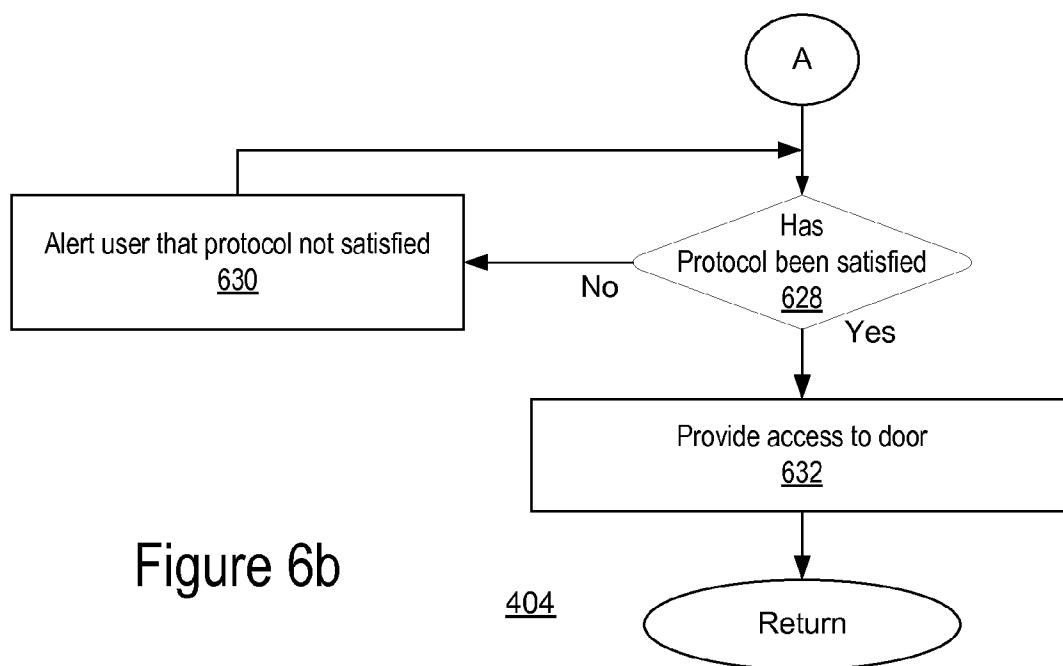 A
Has
Protocol been satisfied
628
Alert user that protocol not satisfied
630
No
Yes
Provide access to door
632
Figure 6b
404
Return